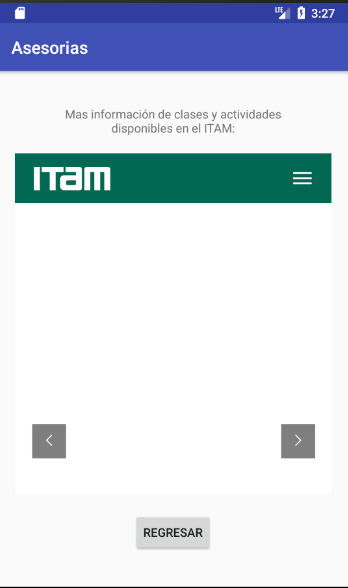 LTE 3:27
Asesorias
Mas información de clases y actividades
disponibles en el ITAM:
ITAM
REGRESAR